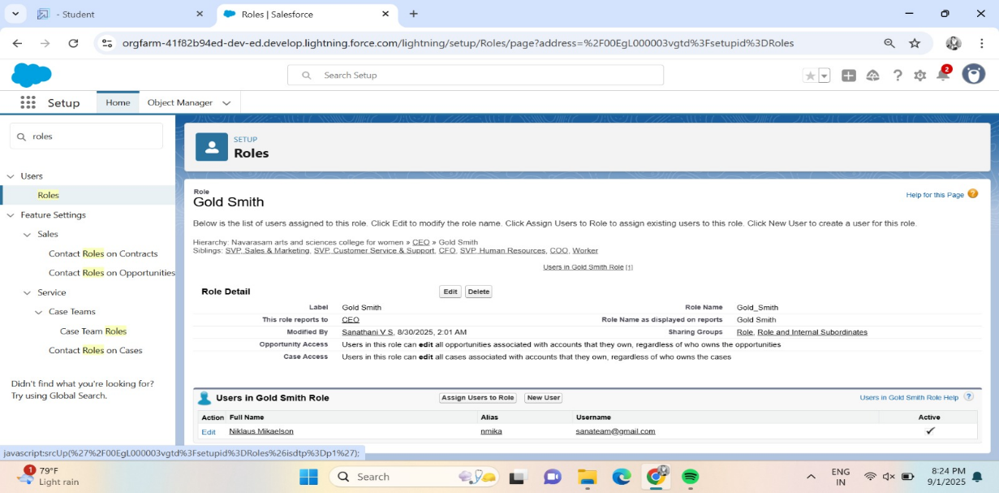 - Student
Roles | Salesforce
orgfarm-41f82b94ed-dev-ed.develop.lightning.force.com/lightning/setup/Roles/page?address=%2F00EgL000003vgtd%3Fsetupid%3DRoles
Search Setup
2
Setup
Home
Object Manager
roles
Users
Roles
Feature Settings
Sales
Contact Roles on Contracts
Contact Roles on Opportunities
Service
Case Teams
Case Team Roles
Contact Roles on Cases
Didn't find what you're looking for?
Try using Global Search.
SETUP
Roles
Role
Gold Smith
Help for this Page ?
Below is the list of users assigned to this role. Click Edit to modify the role name. Click Assign Users to Role to assign existing users to this role. Click New User to create a user for this role.
Hierarchy: Navarasam arts and sciences college for women » CEO » Gold Smith
Siblings: SVP, Sales & Marketing, SVP, Customer Service & Support, CFO, SVP, Human Resources, COO, Worker
Users in Gold Smith Role [1]
Role Detail Edit Delete
Label Gold Smith Role Name Gold_Smith
This role reports to CEO Role Name as displayed on reports Gold Smith
Modified By Sanathani V S, 8/30/2025, 2:01 AM Sharing Groups Role, Role and Internal Subordinates
Opportunity Access Users in this role can edit all opportunities associated with accounts that they own, regardless of who owns the opportunities
Case Access Users in this role can edit all cases associated with accounts that they own, regardless of who owns the cases
Users in Gold Smith Role Assign Users to Role New User Users in Gold Smith Role Help ?
Action Full Name Alias Username Active
Edit Niklaus Mikaelson nmika sanateam@gmail.com ✓
javascript:srcUp(%27%2F00EgL000003vgtd%3Fsetupid%3DRoles%26isdtp%3Dp1%27);
1
79°F
Light rain
Search
ENG
IN
8:24 PM
9/1/2025